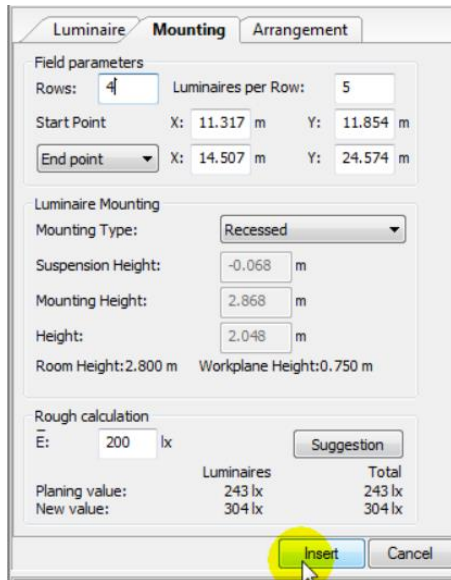 Luminaire Mounting Arrangement
Field parameters
Rows: 4 Luminaires per Row: 5
Start Point X: 11.317 m Y: 11.854 m
End point X: 14.507 m Y: 24.574 m
Luminaire Mounting
Mounting Type: Recessed
Suspension Height: -0.068 m
Mounting Height: 2.868 m
Height: 2.048 m
Room Height:2.800 m Workplane Height:0.750 m
Rough calculation
E: 200 lx Suggestion
Luminaires Total
Planing value: 243 lx 243 lx
New value: 304 lx 304 lx
Insert Cancel